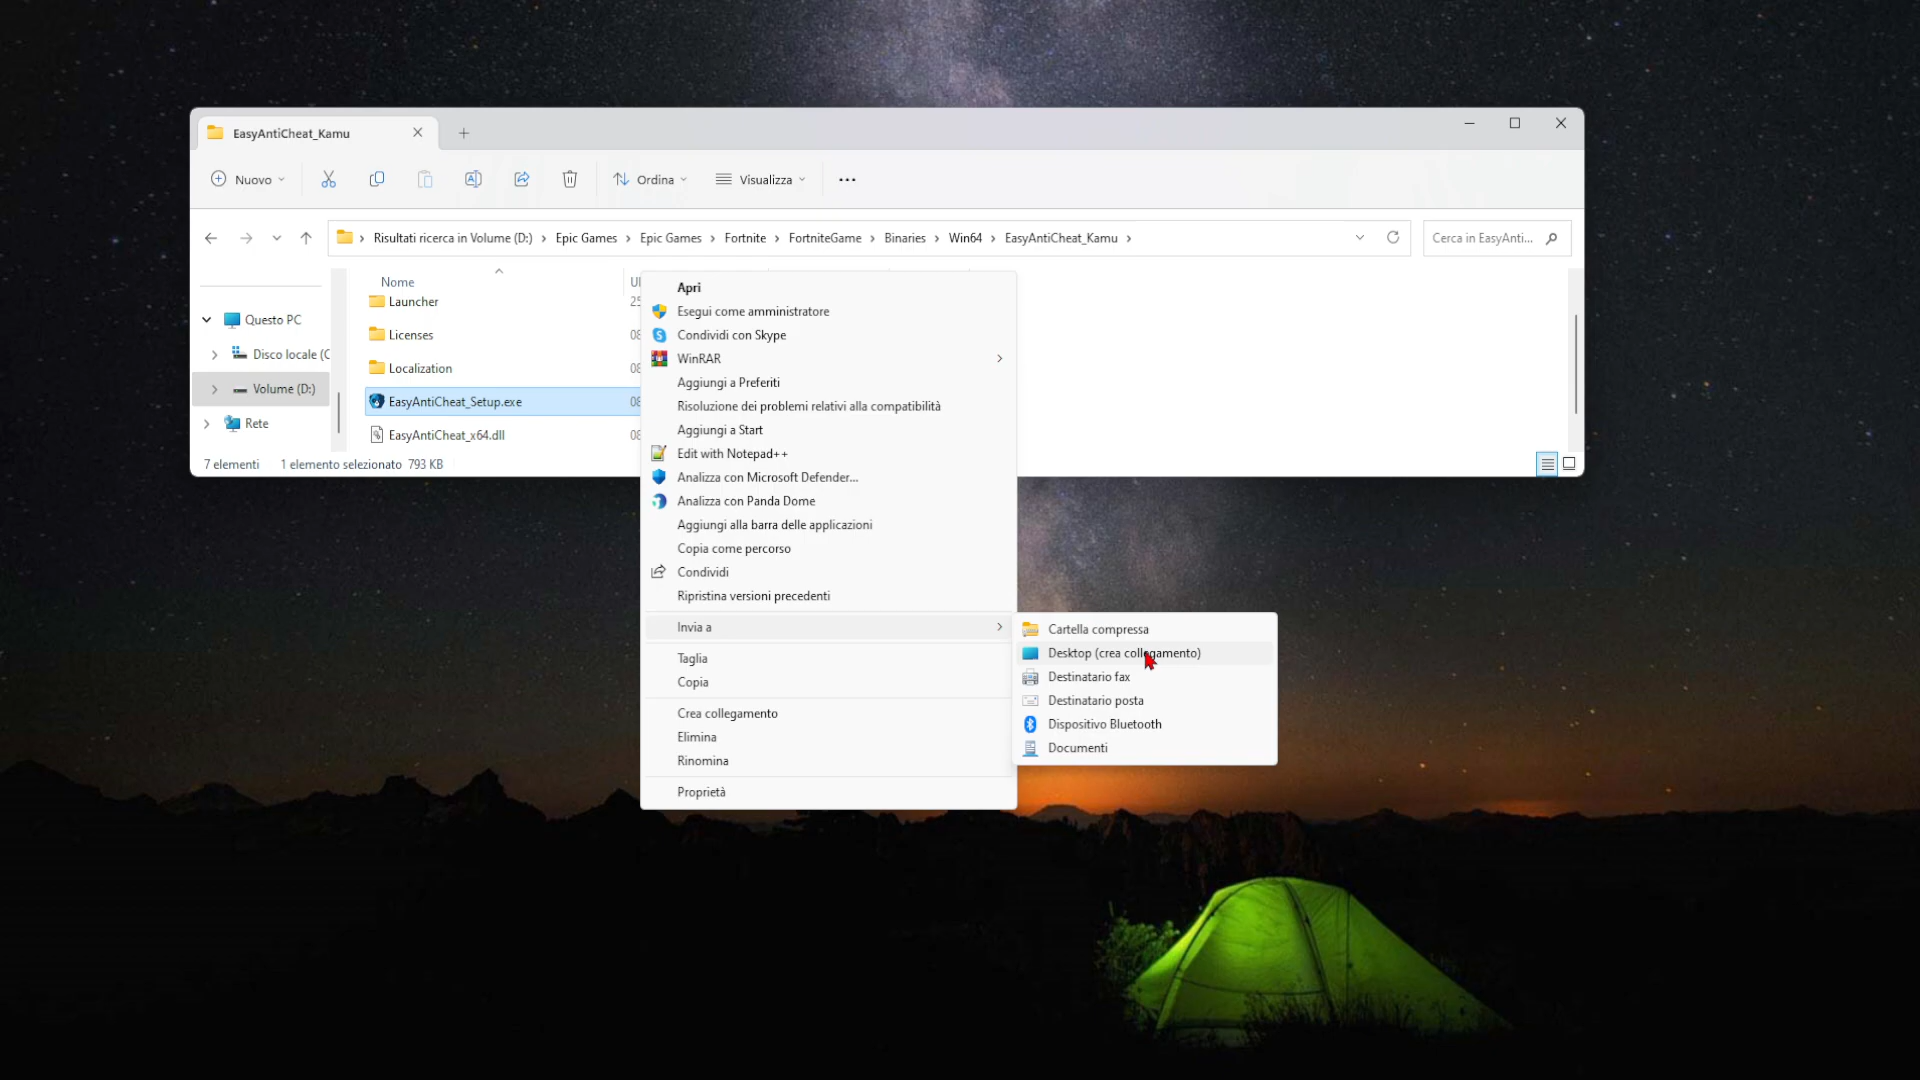 EasyAntiCheat_Kamu
Nuovo
Ordina
Visualizza
Risultati ricerca in Volume (D:) Epic Games Epic Games Fortnite FortniteGame Binaries Win64 EasyAntiCheat_Kamu
Cerca in EasyAnti...
Questo PC
Disco locale (C
Volume (D:)
Rete
Nome
Launcher
25
Licenses
08
Localization
08
EasyAntiCheat_Setup.exe
08
EasyAntiCheat_x64.dll
08
7 elementi 1 elemento selezionato 793 KB
Apri
Esegui come amministratore
Condividi con Skype
WinRAR
Aggiungi a Preferiti
Risoluzione dei problemi relativi alla compatibilità
Aggiungi a Start
Edit with Notepad++
Analizza con Microsoft Defender...
Analizza con Panda Dome
Aggiungi alla barra delle applicazioni
Copia come percorso
Condividi
Ripristina versioni precedenti
Invia a
Taglia
Copia
Crea collegamento
Elimina
Rinomina
Proprietà
Cartella compressa
Desktop (crea collegamento)
Destinatario fax
Destinatario posta
Dispositivo Bluetooth
Documenti